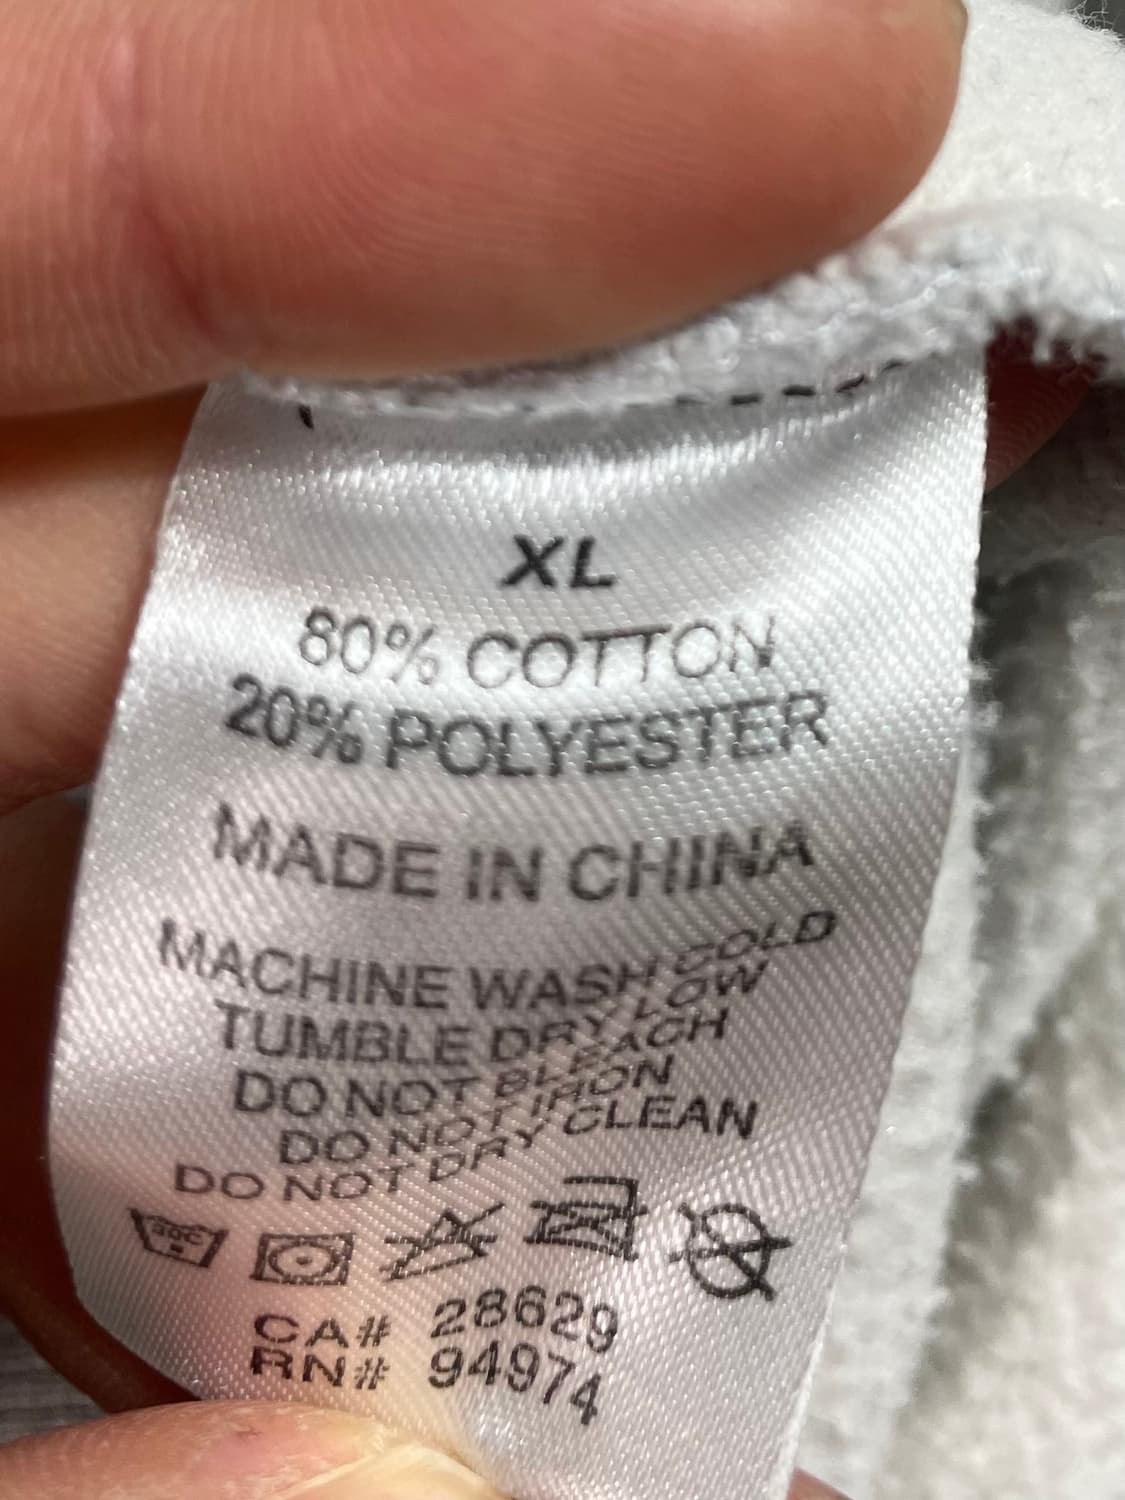 XL
80% COTTON
20% POLYESTER
MADE IN CHINA
MACHINE WASH COLD
TUMBLE DRY LOW
DO NOT BLEACH
DO NOT IRON
DO NOT DRY CLEAN
30C
CA# 28629
RN# 94974